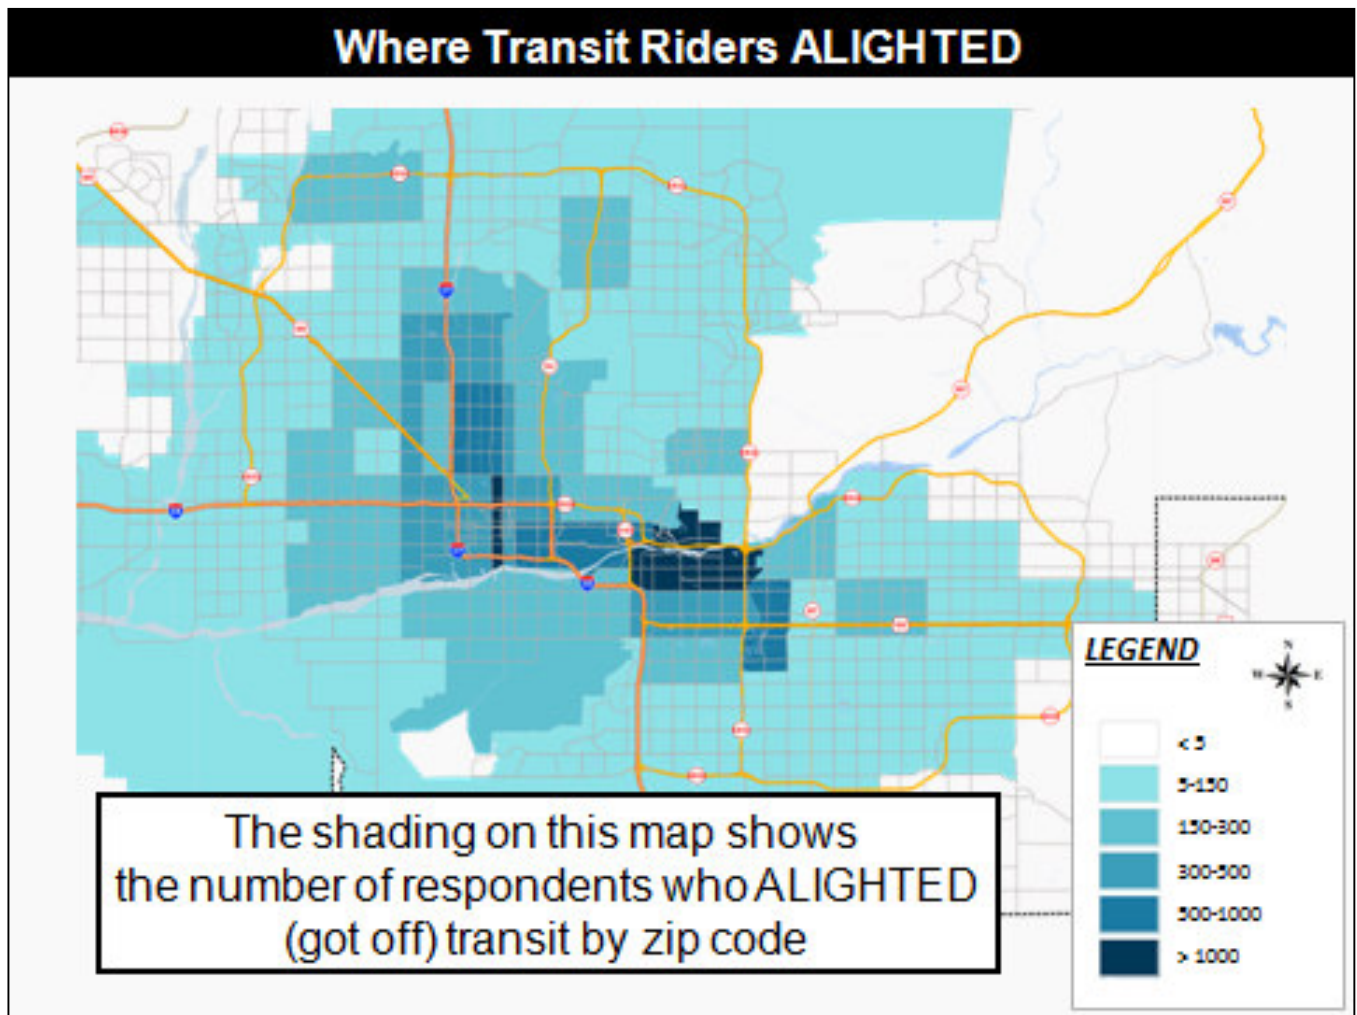 Where Transit Riders ALIGHTED
LEGEND
N
W E
S
< 5
5-150
150-300
300-500
500-1000
> 1000
The shading on this map shows
the number of respondents who ALIGHTED
(got off) transit by zip code